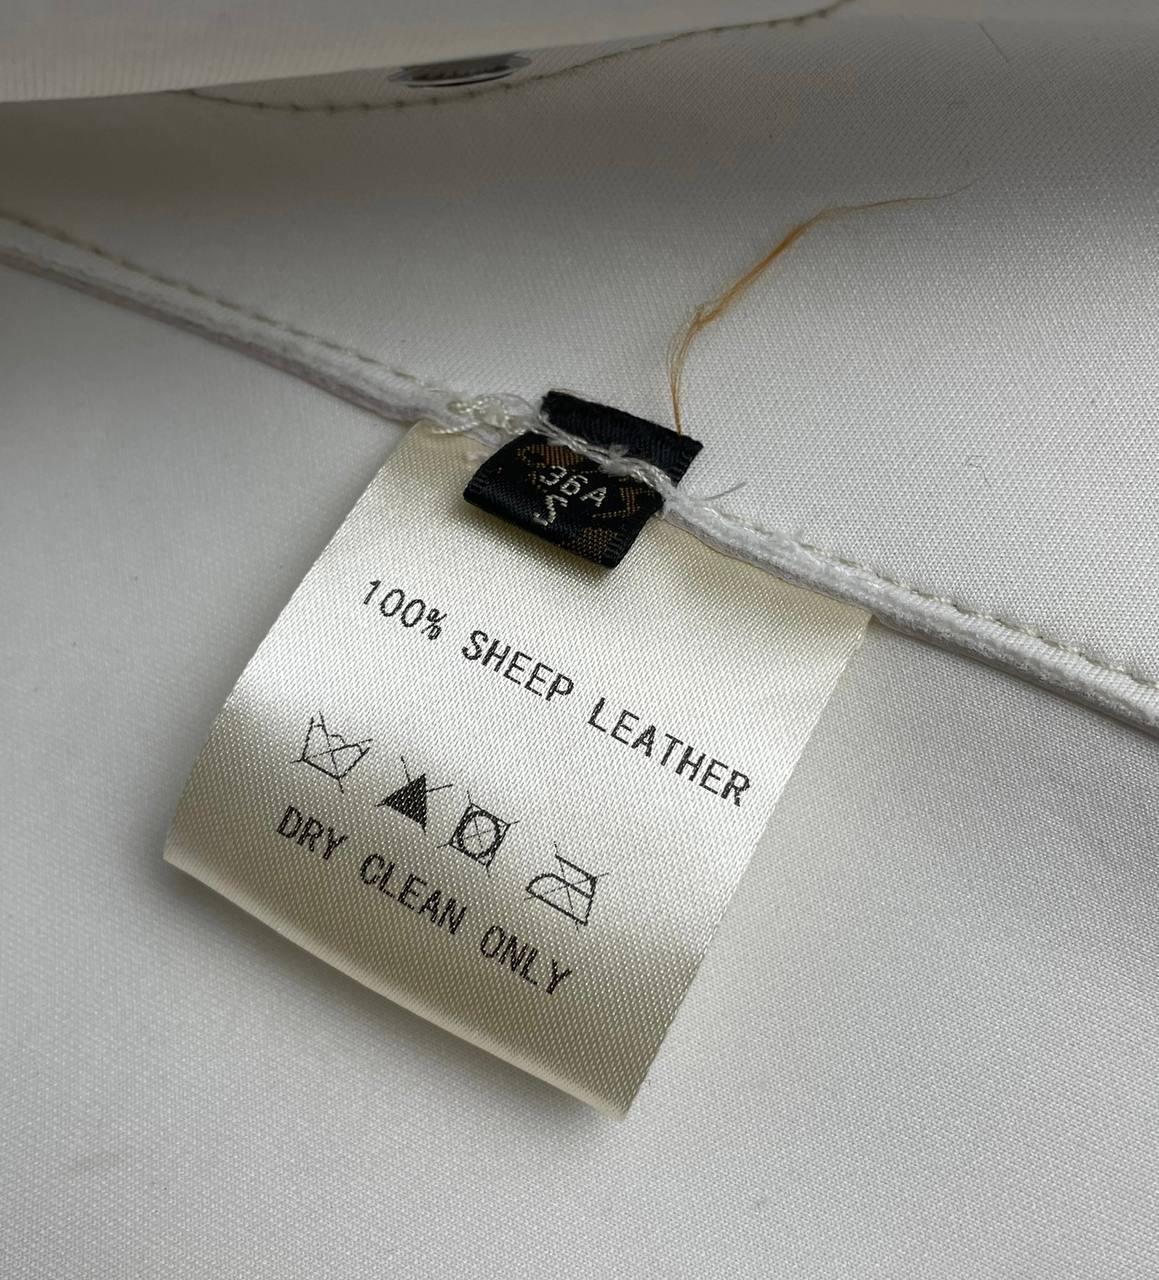 36A
S
100% SHEEP LEATHER
DRY CLEAN ONLY